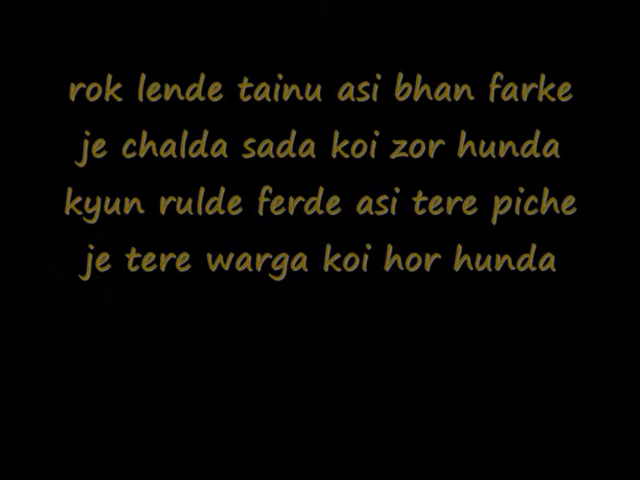 rok lende tainu asi bhan farke
je chalda sada koi zor hunda
kyun rulde ferde asi tere piche
je tere warga koi hor hunda